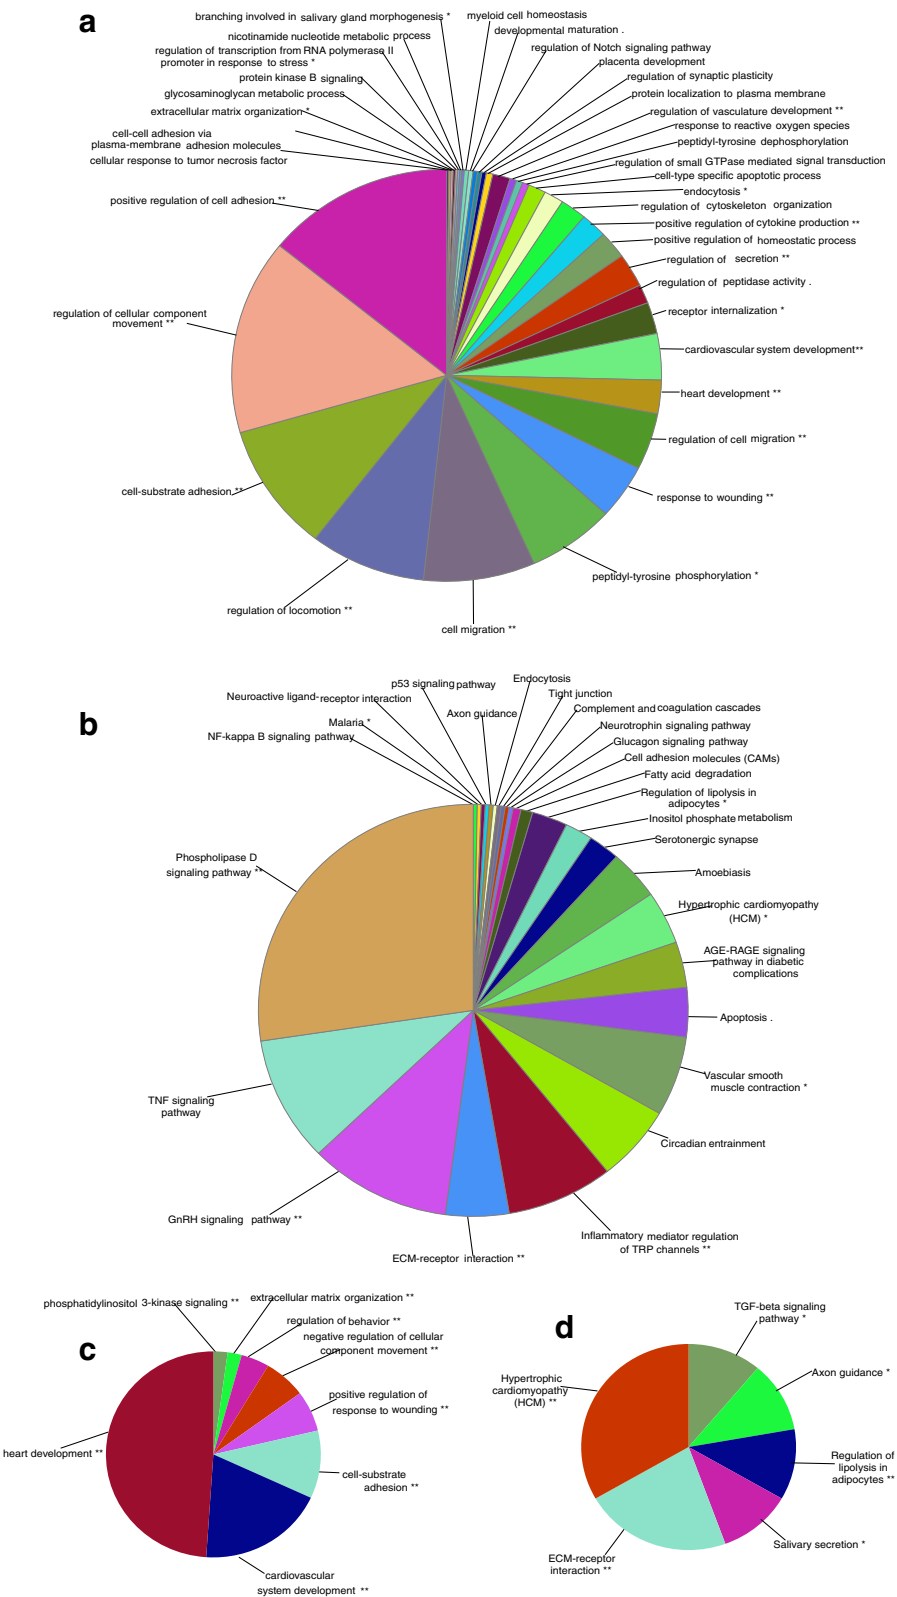 a
branching involved in salivary gland morphogenesis *
myeloid cell homeostasis
nicotinamide nucleotide metabolic process
developmental maturation .
regulation of transcription from RNA polymerase II
promoter in response to stress *
regulation of Notch signaling pathway
placenta development
protein kinase B signaling
regulation of synaptic plasticity
glycosaminoglycan metabolic process
protein localization to plasma membrane
extracellular matrix organization *
regulation of vasculature development **
response to reactive oxygen species
cell-cell adhesion via
plasma-membrane adhesion molecules
peptidyl-tyrosine dephosphorylation
cellular response to tumor necrosis factor
regulation of small GTPase mediated signal transduction
cell-type specific apoptotic process
endocytosis *
positive regulation of cell adhesion **
regulation of cytoskeleton organization
positive regulation of cytokine production **
positive regulation of homeostatic process
regulation of secretion **
regulation of peptidase activity .
receptor internalization *
regulation of cellular component
movement **
cardiovascular system development**
heart development **
regulation of cell migration **
cell-substrate adhesion **
response to wounding **
peptidyl-tyrosine phosphorylation *
regulation of locomotion **
cell migration **
b
p53 signaling pathway
Endocytosis
Neuroactive ligand-receptor interaction
Tight junction
Axon guidance
Complement and coagulation cascades
Malaria *
Neurotrophin signaling pathway
NF-kappa B signaling pathway
Glucagon signaling pathway
Cell adhesion molecules (CAMs)
Fatty acid degradation
Regulation of lipolysis in
adipocytes *
Inositol phosphate metabolism
Serotonergic synapse
Phospholipase D
signaling pathway **
Amoebiasis
Hypertrophic cardiomyopathy
(HCM) *
AGE-RAGE signaling
pathway in diabetic
complications
Apoptosis .
Vascular smooth
muscle contraction *
TNF signaling
pathway
Circadian entrainment
GnRH signaling pathway **
Inflammatory mediator regulation
of TRP channels **
ECM-receptor interaction **
c
phosphatidylinositol 3-kinase signaling **
extracellular matrix organization **
regulation of behavior **
negative regulation of cellular
component movement **
positive regulation of
response to wounding **
heart development **
cell-substrate
adhesion **
cardiovascular
system development **
d
TGF-beta signaling
pathway *
Axon guidance *
Hypertrophic
cardiomyopathy
(HCM) **
Regulation of
lipolysis in
adipocytes **
Salivary secretion *
ECM-receptor
interaction **